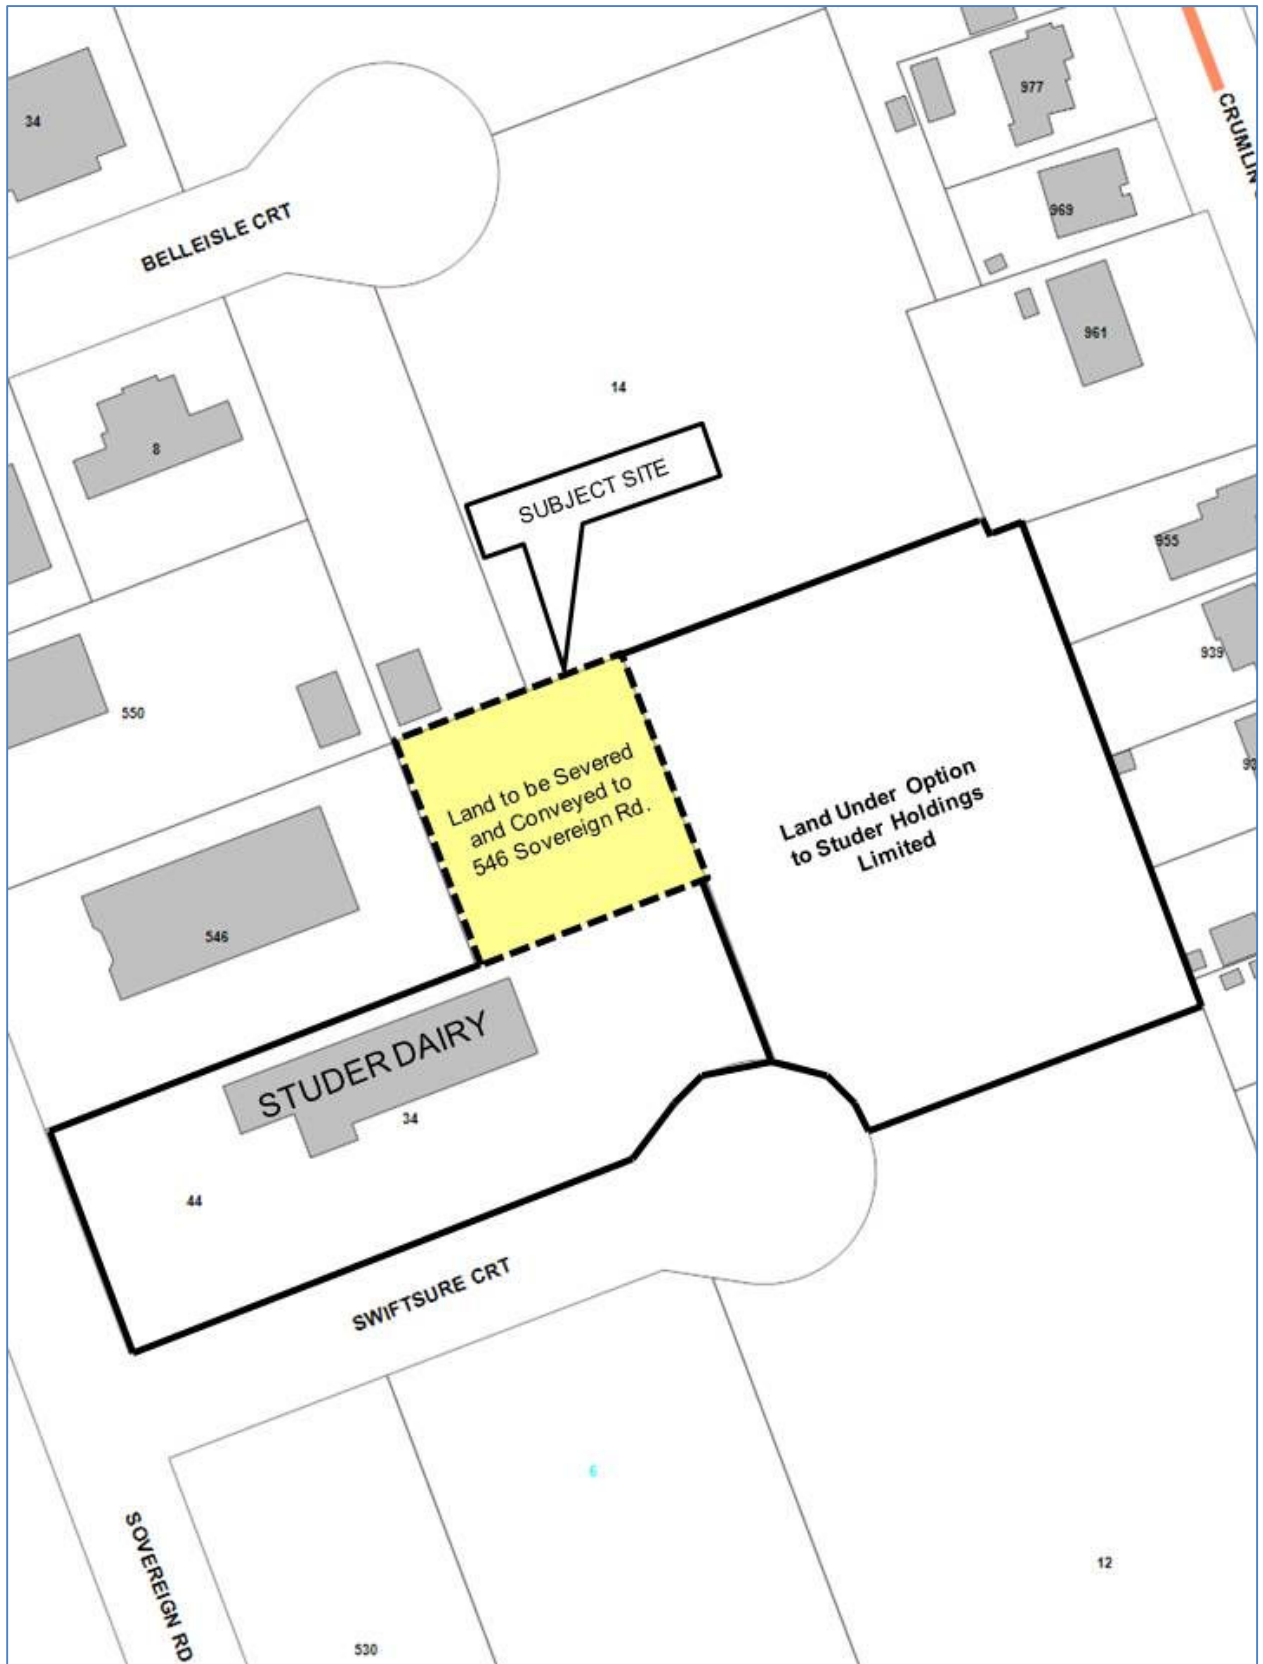 977
34
CRUMLIN
969
BELLEISLE CRT
961
14
8
SUBJECT SITE
955
939
550
93
Land to be Severed
and Conveyed to
546 Sovereign Rd.
Land Under Option
to Studer Holdings
Limited
546
STUDER DAIRY
34
44
SWIFTSURE CRT
6
SOVEREIGN RD
12
530